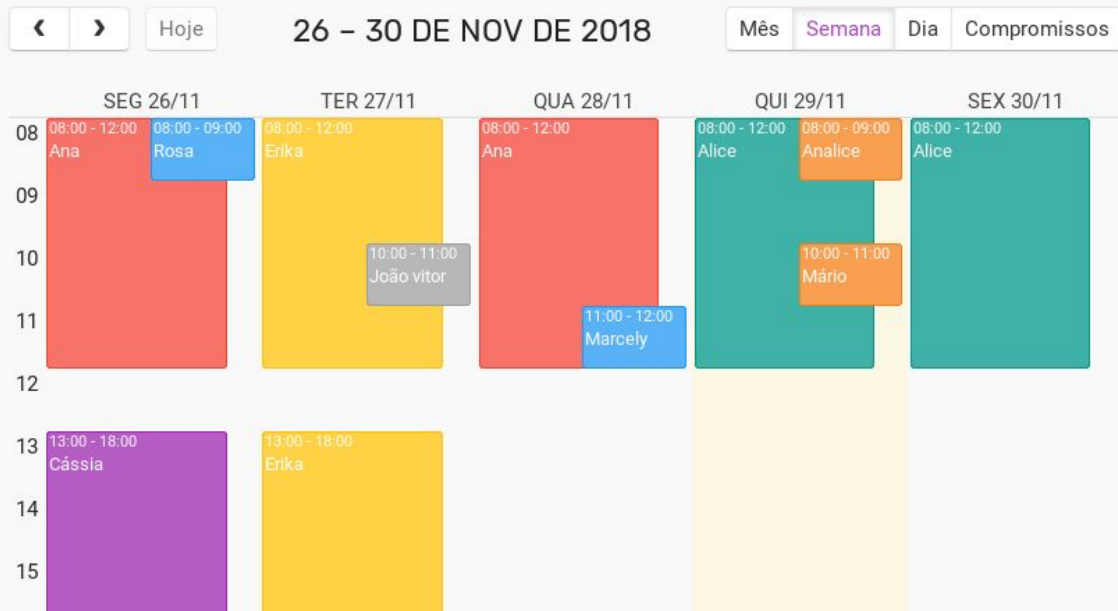 Hoje
26 – 30 DE NOV DE 2018
Mês Semana Dia Compromissos
SEG 26/11 TER 27/11 QUA 28/11 QUI 29/11 SEX 30/11
08
09
10
11
12
13
14
15
08:00 - 12:00
Ana
08:00 - 09:00
Rosa
13:00 - 18:00
Cássia
08:00 - 12:00
Erika
10:00 - 11:00
João vitor
13:00 - 18:00
Erika
08:00 - 12:00
Ana
11:00 - 12:00
Marcely
08:00 - 12:00
Alice
08:00 - 09:00
Analice
10:00 - 11:00
Mário
08:00 - 12:00
Alice